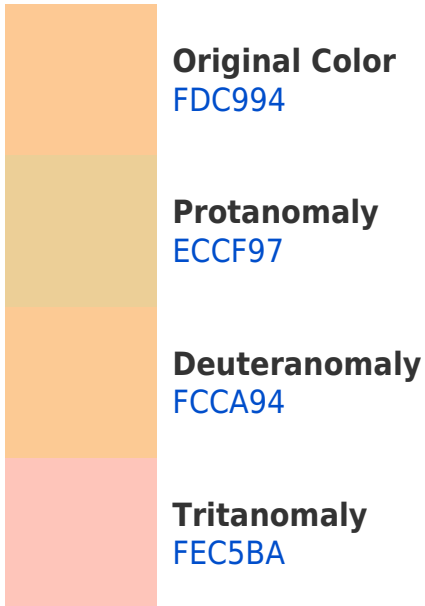 Original Color
FDC994
Protanomaly
ECCF97
Deuteranomaly
FCCA94
Tritanomaly
FEC5BA